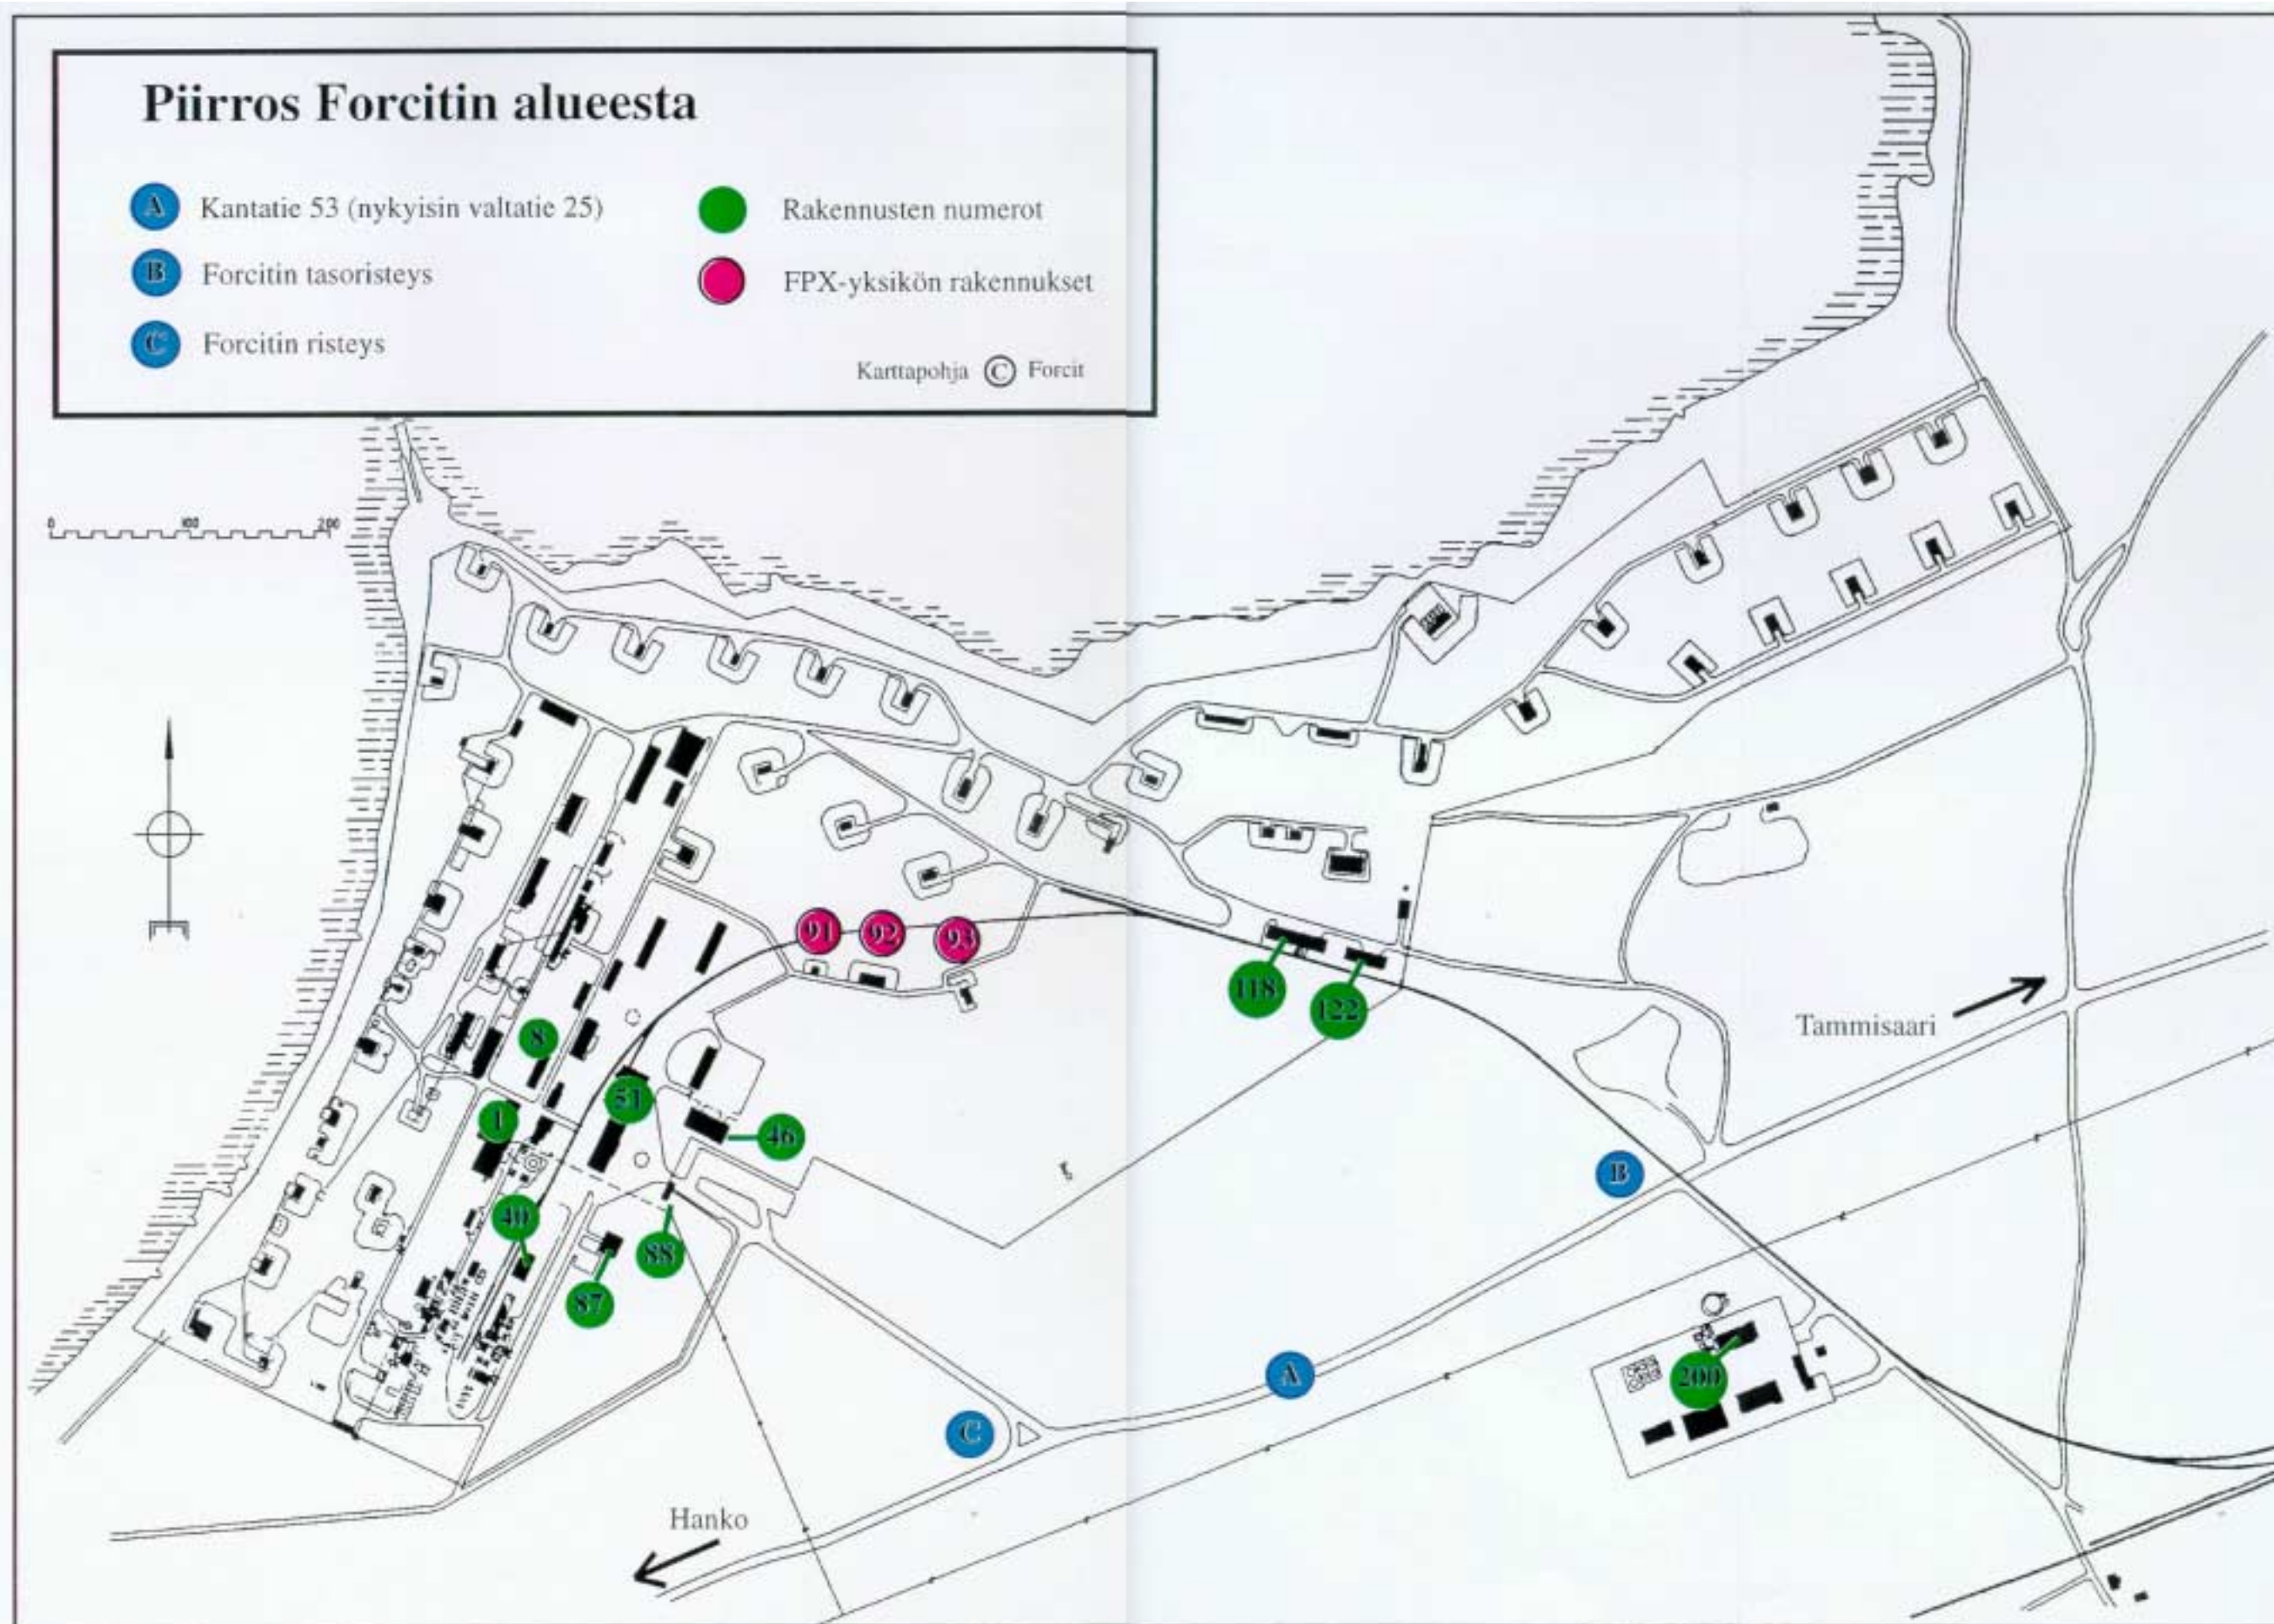 Piirros Forcitin alueesta
A Kantatie 53 (nykyisin valtatie 25)
Rakennusten numerot
B Forcitin tasoristeys
FPX-yksikön rakennukset
C Forcitin risteys
Karttapohja © Forcit
0 100 200
91 92 93
118
122
8
Tammisaari
51
1
46
B
40
88
87
A
200
C
Hanko